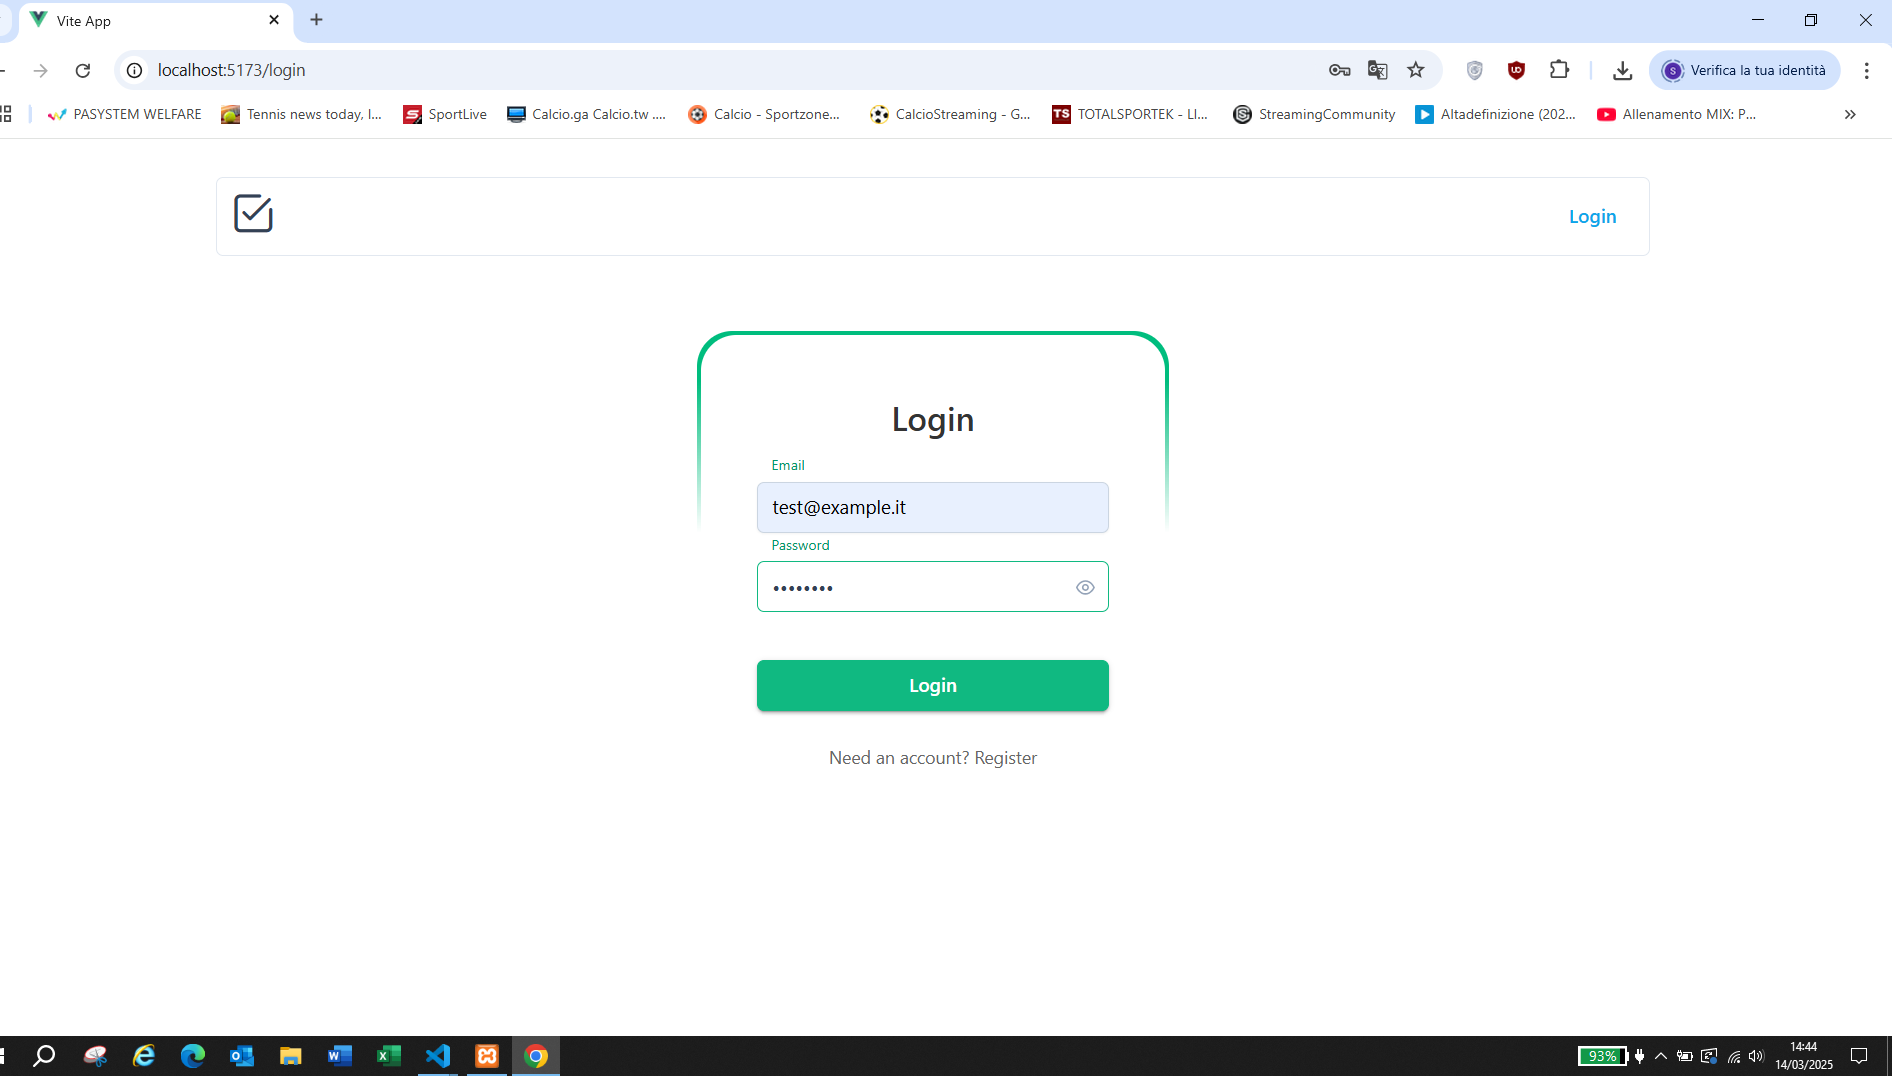 Vite App
localhost:5173/login
Verifica la tua identità
PASYSTEM WELFARE
Tennis news today, l...
SportLive
Calcio.ga Calcio.tw ....
Calcio - Sportzone...
CalcioStreaming - G...
TOTALSPORTEK - LI...
StreamingCommunity
Altadefinizione (202...
Allenamento MIX: P...
Login
Login
Email
test@example.it
Password
Login
Need an account? Register
93%
14:44
14/03/2025